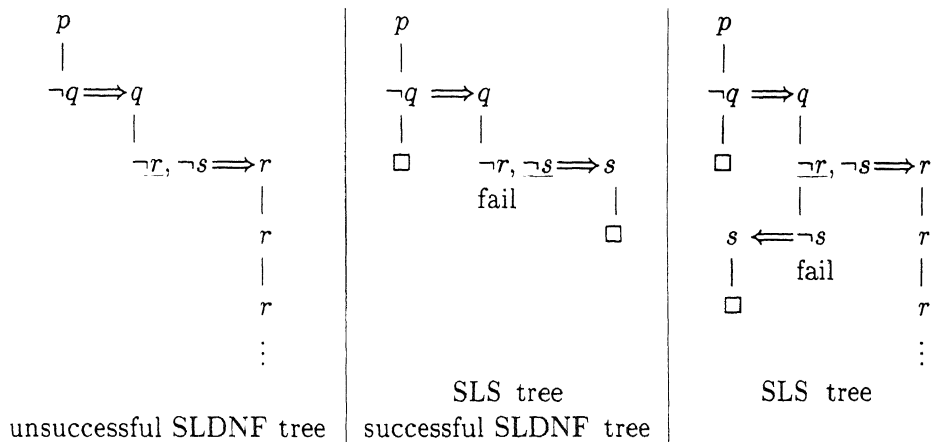 p
¬q ⟹ q
¬r, ¬s ⟹ r
r
r
⋮
unsuccessful SLDNF tree
p
¬q ⟹ q
□ ¬r, ¬s ⟹ s
fail
□
SLS tree
successful SLDNF tree
p
¬q ⟹ q
□ ¬r, ¬s ⟹ r
s ⟸ ¬s r
fail
□ r
⋮
SLS tree